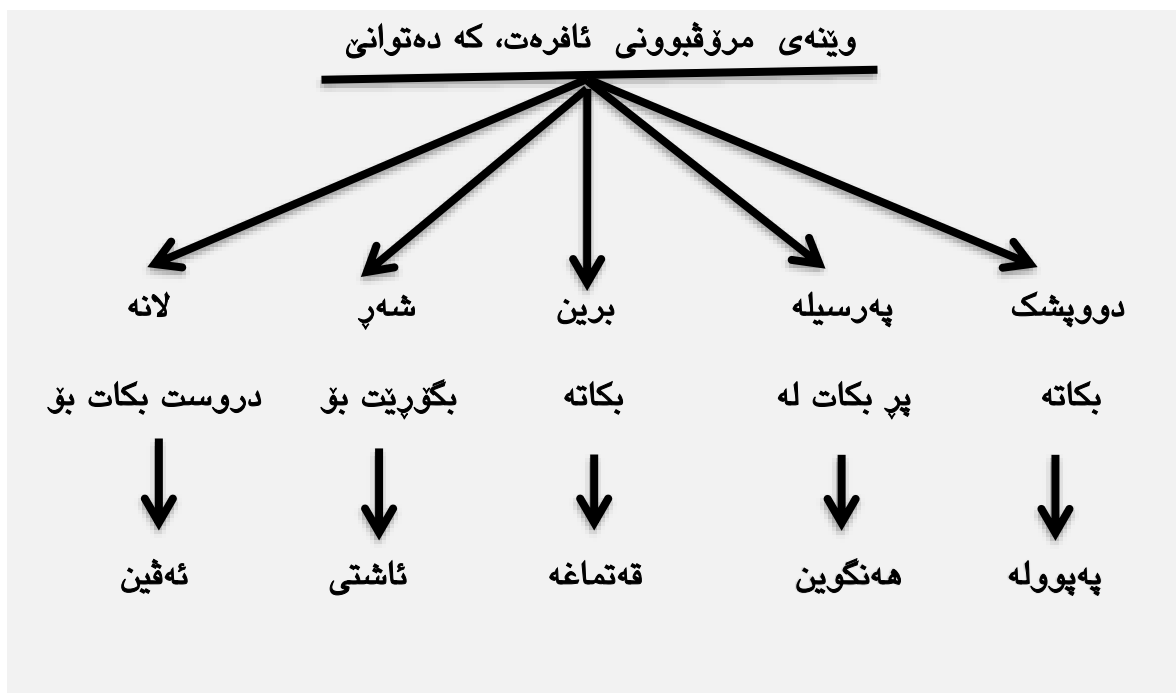 وێنەی مرۆڤبوونی ئافرەت، که دەتوانێ
دووپشک پەرسیلە برین شەڕ لانە
بکاتە پڕ بکات لە بکاتە بگۆڕێت بۆ دروست بکات بۆ
پەپوولە هەنگوین قەتماغە ئاشتی ئەڤین